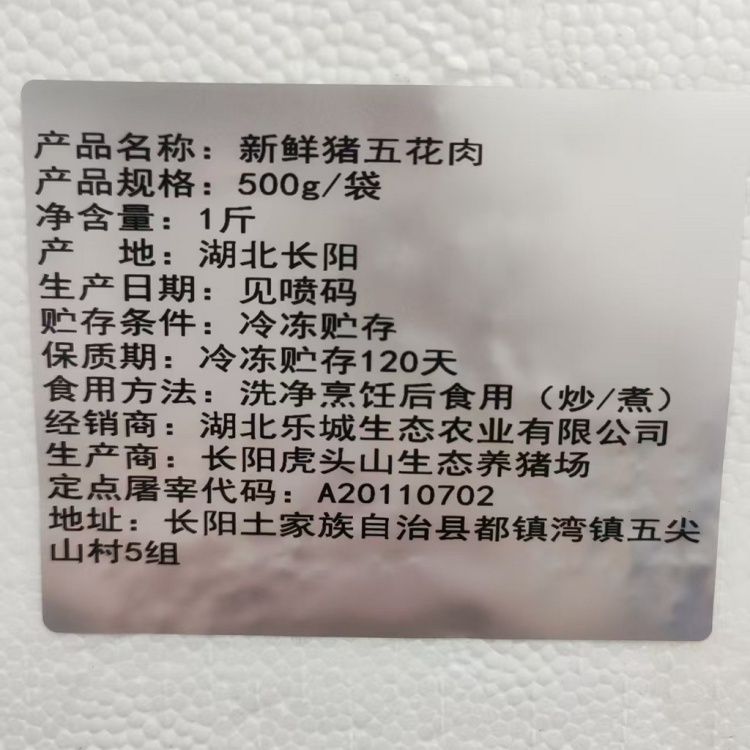 产品名称：新鲜猪五花肉
产品规格：500g/袋
净含量：1斤
产　地：湖北长阳
生产日期：见喷码
贮存条件：冷冻贮存
保质期：冷冻贮存120天
食用方法：洗净烹饪后食用（炒/煮）
经销商：湖北乐城生态农业有限公司
生产商：长阳虎头山生态养猪场
定点屠宰代码：A20110702
地址：长阳土家族自治县都镇湾镇五尖
山村5组